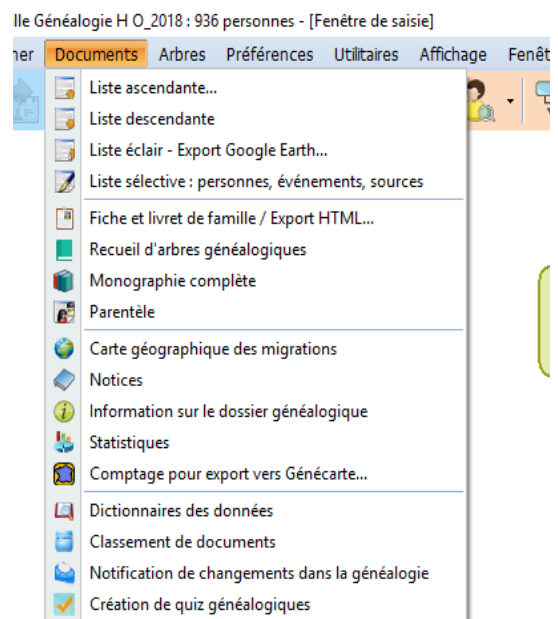 lle Généalogie H O_2018 : 936 personnes - [Fenêtre de saisie]
her Documents Arbres Préférences Utilitaires Affichage Fenêt
Liste ascendante...
Liste descendante
Liste éclair - Export Google Earth...
Liste sélective : personnes, événements, sources
Fiche et livret de famille / Export HTML...
Recueil d'arbres généalogiques
Monographie complète
Parentèle
Carte géographique des migrations
Notices
Information sur le dossier généalogique
Statistiques
Comptage pour export vers Génécarte...
Dictionnaires des données
Classement de documents
Notification de changements dans la généalogie
Création de quiz généalogiques